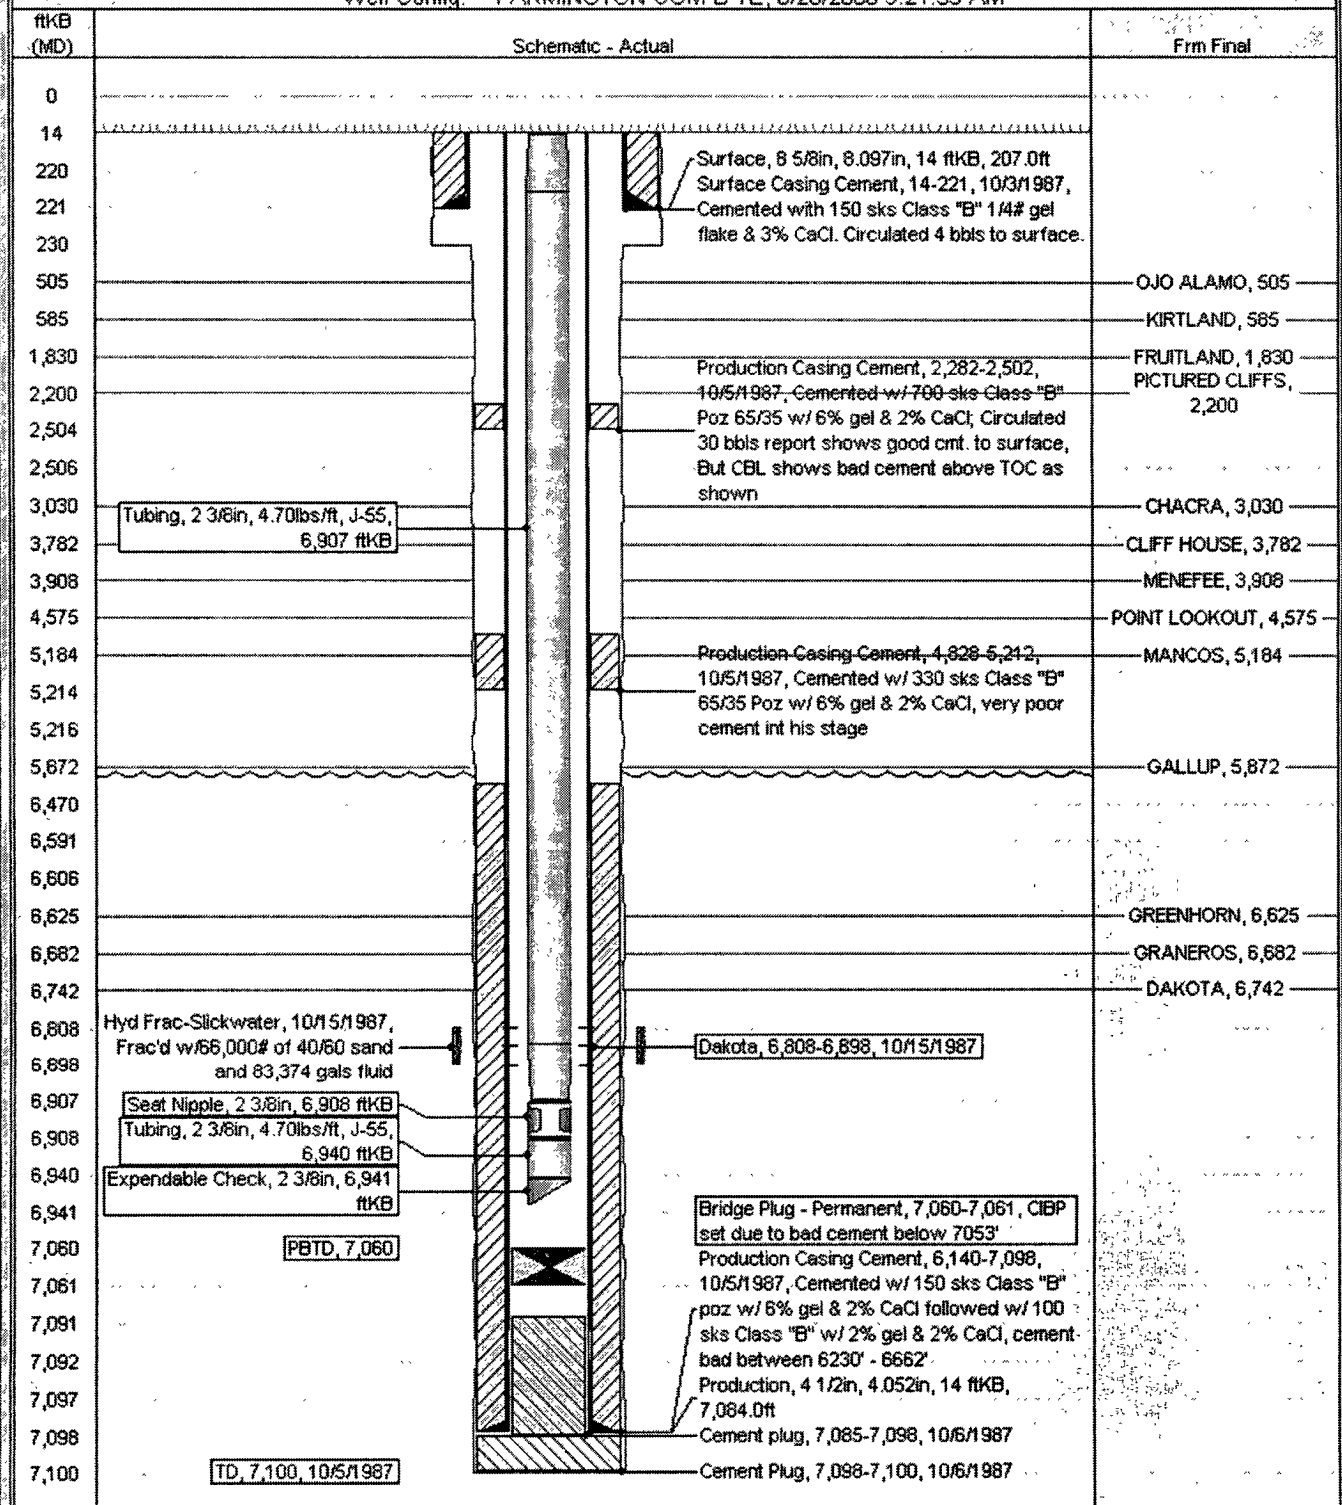 ftKB
(MD)
Schematic - Actual
Frm Final
0
14
220
221
230
505
585
1,830
2,200
2,504
2,506
3,030
3,782
3,908
4,575
5,184
5,214
5,216
5,672
6,470
6,591
6,606
6,625
6,682
6,742
6,808
6,898
6,907
6,908
6,940
6,941
7,060
7,061
7,091
7,092
7,097
7,098
7,100
Surface, 8 5/8in, 8.097in, 14 ftKB, 207.0ft
Surface Casing Cement, 14-221, 10/3/1987,
Cemented with 150 sks Class "B" 1/4# gel
flake & 3% CaCl. Circulated 4 bbls to surface.
Production Casing Cement, 2,282-2,502,
10/5/1987, Cemented w/ 700 sks Class "B"
Poz 65/35 w/ 6% gel & 2% CaCl; Circulated
30 bbls report shows good cmt. to surface,
But CBL shows bad cement above TOC as
shown
Tubing, 2 3/8in, 4.70lbs/ft, J-55,
6,907 ftKB
Production Casing Cement, 4,828-5,212,
10/5/1987, Cemented w/ 330 sks Class "B"
65/35 Poz w/ 6% gel & 2% CaCl, very poor
cement int his stage
Hyd Frac-Slickwater, 10/15/1987,
Frac'd w/66,000# of 40/60 sand
and 83,374 gals fluid
Dakota, 6,808-6,898, 10/15/1987
Seat Nipple, 2 3/8in, 6,908 ftKB
Tubing, 2 3/8in, 4.70lbs/ft, J-55,
6,940 ftKB
Expendable Check, 2 3/8in, 6,941
ftKB
PBTD, 7,060
Bridge Plug - Permanent, 7,060-7,061, CIBP
set due to bad cement below 7053'
Production Casing Cement, 6,140-7,098,
10/5/1987, Cemented w/ 150 sks Class "B"
poz w/ 6% gel & 2% CaCl followed w/ 100
sks Class "B" w/ 2% gel & 2% CaCl, cement
bad between 6230' - 6662'
Production, 4 1/2in, 4.052in, 14 ftKB,
7,084.0ft
Cement plug, 7,085-7,098, 10/6/1987
Cement Plug, 7,098-7,100, 10/6/1987
TD, 7,100, 10/5/1987
OJO ALAMO, 505
KIRTLAND, 585
FRUITLAND, 1,830
PICTURED CLIFFS,
2,200
CHACRA, 3,030
CLIFF HOUSE, 3,782
MENEFEE, 3,908
POINT LOOKOUT, 4,575
MANCOS, 5,184
GALLUP, 5,872
GREENHORN, 6,625
GRANEROS, 6,682
DAKOTA, 6,742